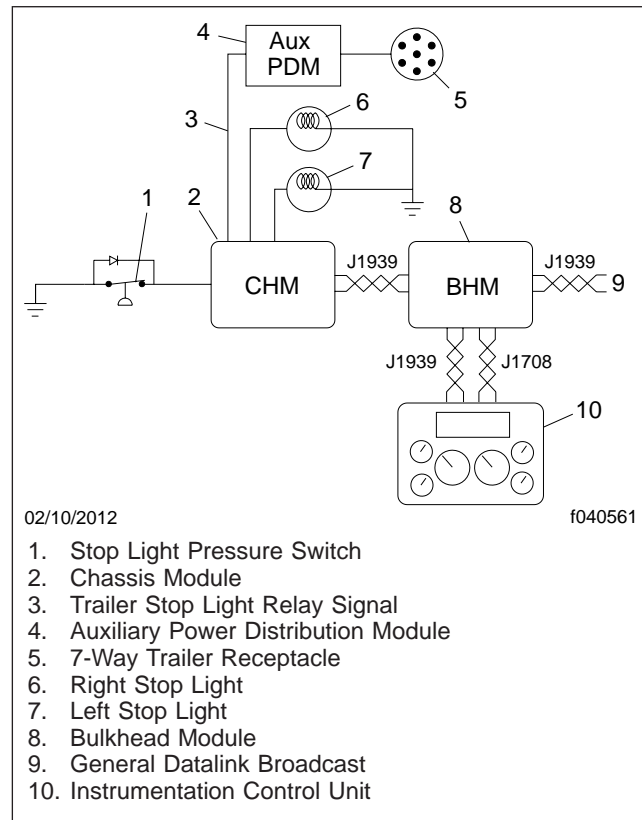 4
Aux
PDM
5
6
3
7
1
2
8
J1939
J1939
CHM
BHM
9
J1939
J1708
10
02/10/2012
f040561
1. Stop Light Pressure Switch
2. Chassis Module
3. Trailer Stop Light Relay Signal
4. Auxiliary Power Distribution Module
5. 7-Way Trailer Receptacle
6. Right Stop Light
7. Left Stop Light
8. Bulkhead Module
9. General Datalink Broadcast
10. Instrumentation Control Unit